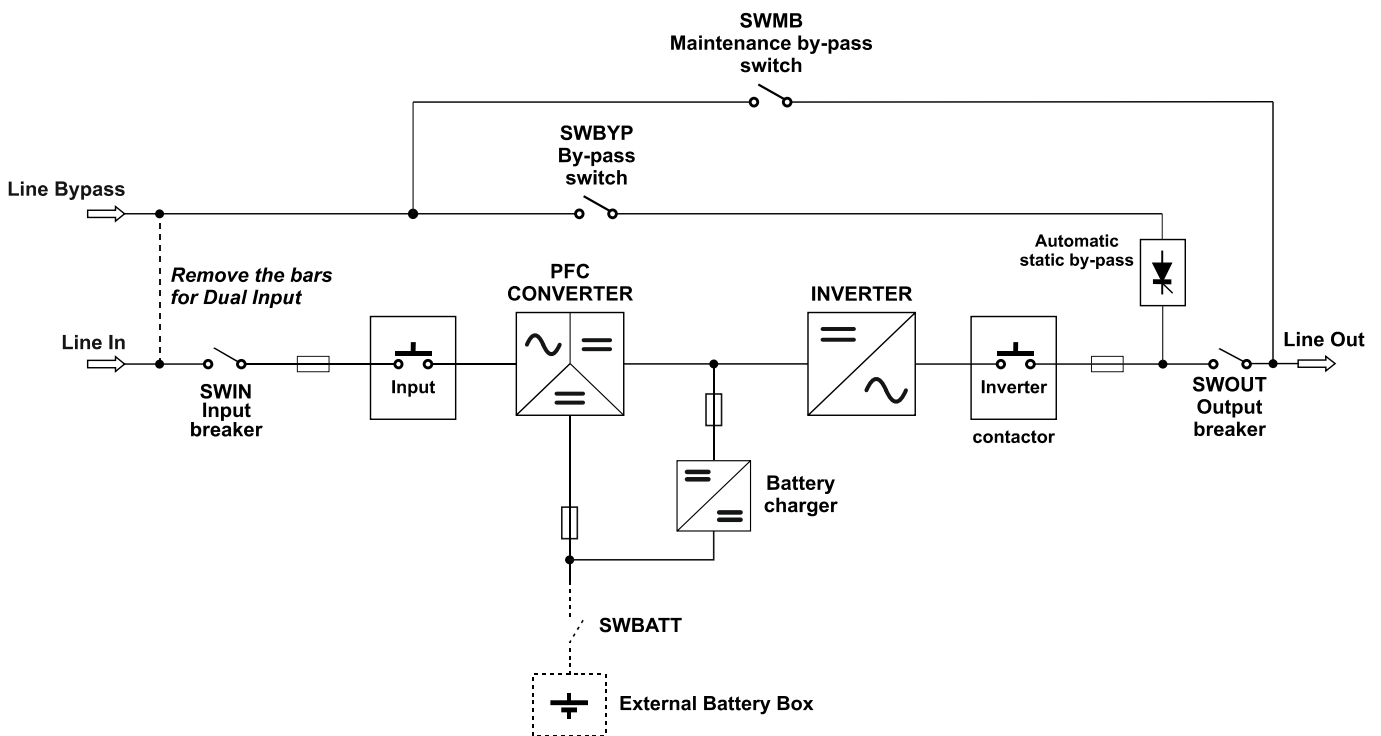 SWMB
Maintenance by-pass
switch
SWBYP
By-pass
switch
Line Bypass
Automatic
static by-pass
Remove the bars
for Dual Input
PFC
CONVERTER
INVERTER
Line In
Line Out
SWIN
Input
breaker
Input
Inverter
contactor
SWOUT
Output
breaker
Battery
charger
SWBATT
External Battery Box